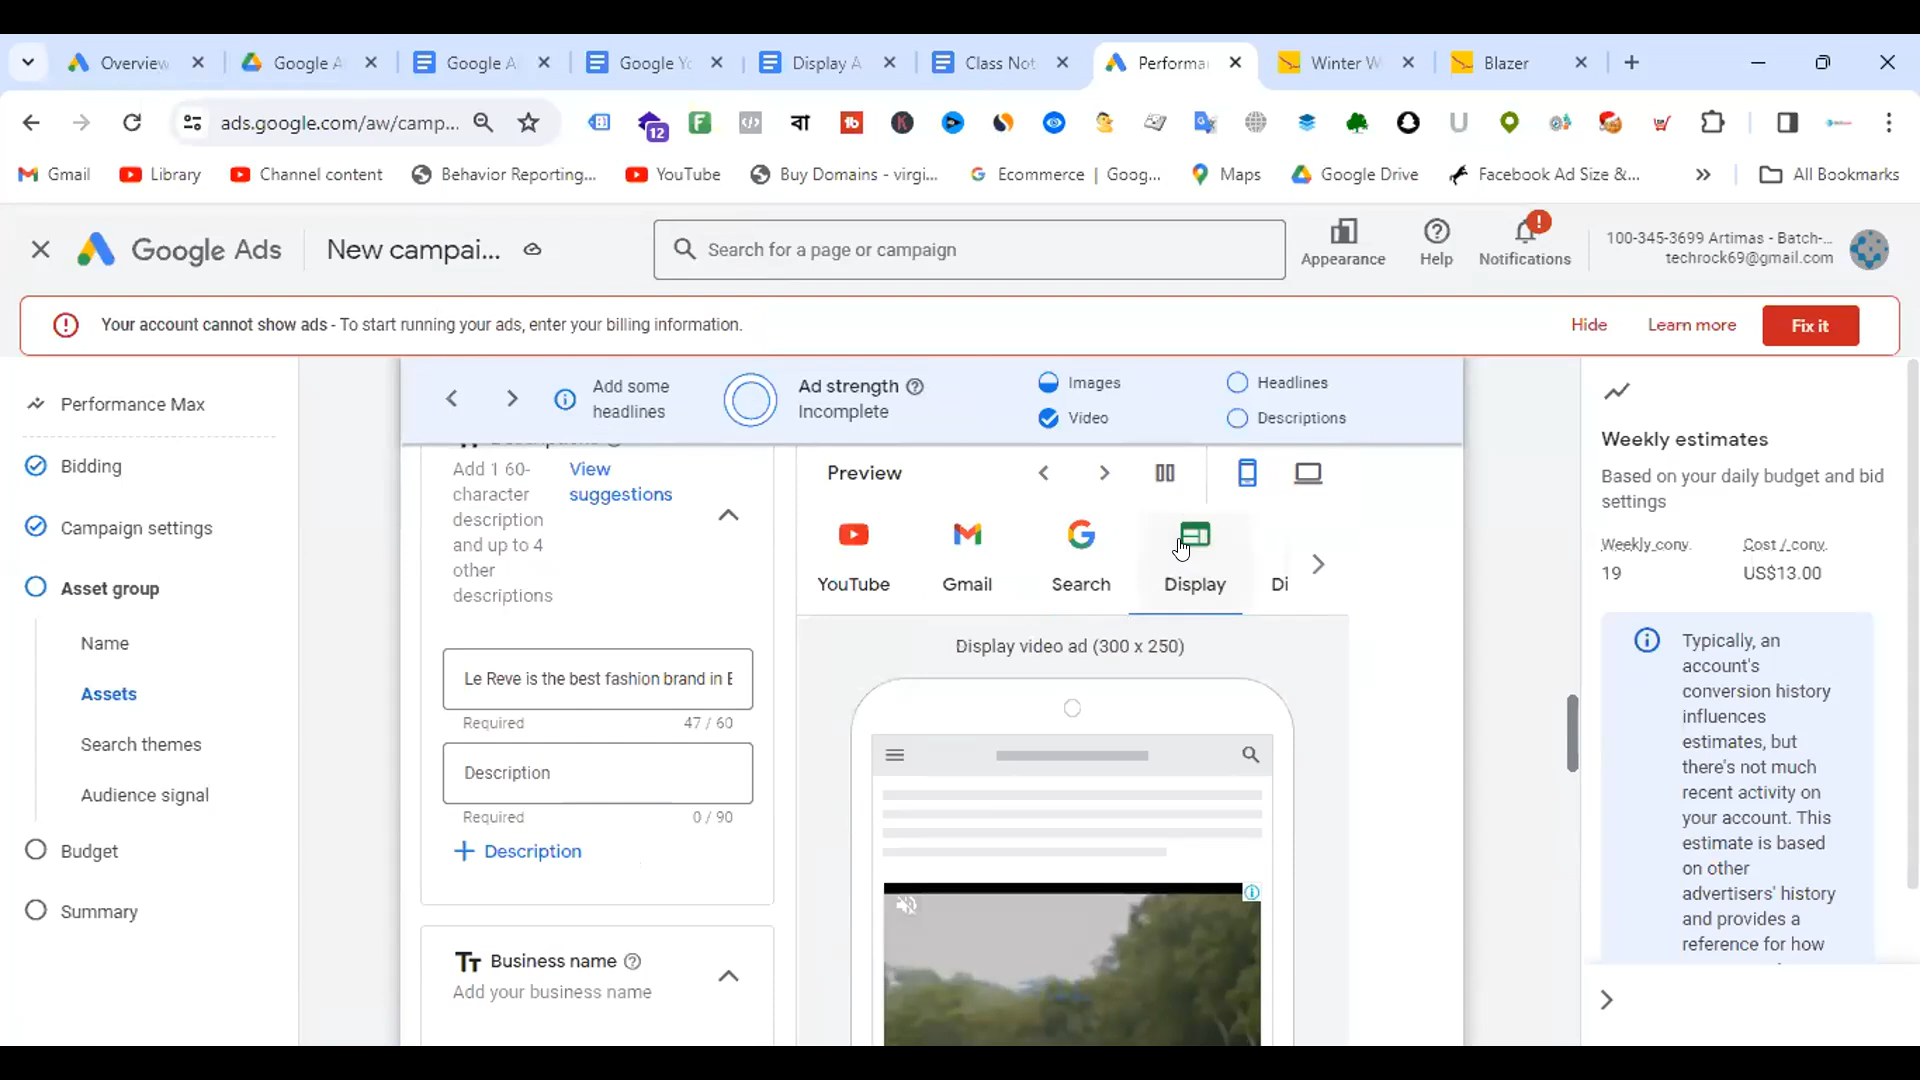 Overview
Google A
Google A
Google Yo
Display A
Class Not
Performa
Winter W
Blazer
ads.google.com/aw/camp...
12
বা
Gmail
Library
Channel content
Behavior Reporting...
YouTube
Buy Domains - virgi...
Ecommerce | Goog...
Maps
Google Drive
Facebook Ad Size &...
All Bookmarks
Google Ads
New campai...
Search for a page or campaign
Appearance
Help
Notifications
100-345-3699 Artimas - Batch-...
techrock69@gmail.com
Your account cannot show ads - To start running your ads, enter your billing information.
Hide
Learn more
Fix it
Performance Max
Bidding
Campaign settings
Asset group
Name
Assets
Search themes
Audience signal
Budget
Summary
Add some
headlines
Ad strength
Incomplete
Images
Video
Headlines
Descriptions
Add 1 60-
character
description
and up to 4
other
descriptions
View
suggestions
Le Reve is the best fashion brand in B
Required
47 / 60
Description
Required
0 / 90
Description
Business name
Add your business name
Preview
YouTube
Gmail
Search
Display
Di
Display video ad (300 x 250)
Weekly estimates
Based on your daily budget and bid
settings
Weekly conv.
Cost / conv.
19
US$13.00
Typically, an
account's
conversion history
influences
estimates, but
there's not much
recent activity on
your account. This
estimate is based
on other
advertisers' history
and provides a
reference for how